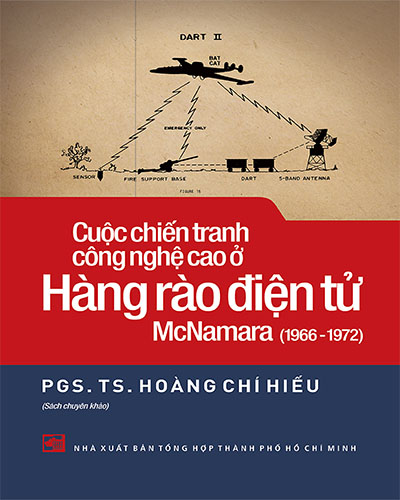 DART II
BAT
CAT
EMERGENCY ONLY
SENSOR
FIRE SUPPORT BASE
DART
S-BAND ANTENNA
Cuộc chiến tranh
công nghệ cao ở
Hàng rào điện tử
McNamara (1966 - 1972)
PGS. TS. HOÀNG CHÍ HIẾU
(Sách chuyên khảo)
NHÀ XUẤT BẢN TỔNG HỢP THÀNH PHỐ HỒ CHÍ MINH